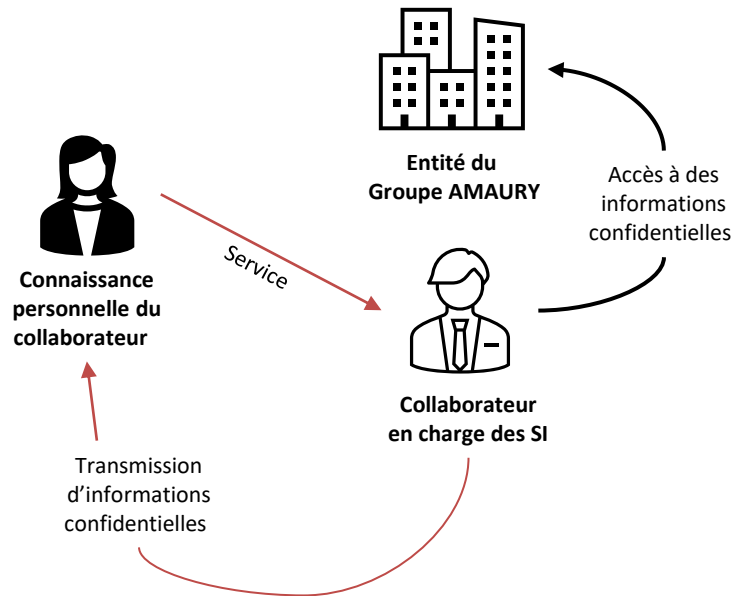 Entité du
Groupe AMAURY
Accès à des
informations
confidentielles
Service
Connaissance
personnelle du
collaborateur
Collaborateur
en charge des SI
Transmission
d’informations
confidentielles